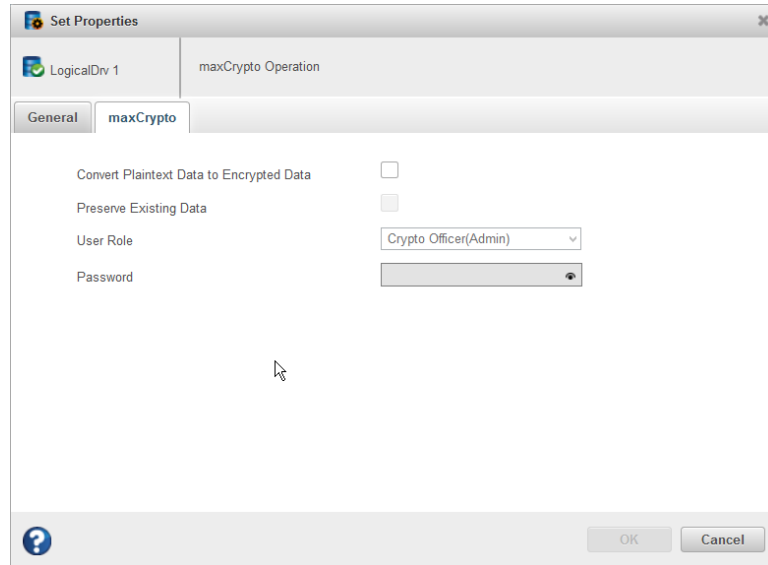 Set Properties
LogicalDrv 1
maxCrypto Operation
General
maxCrypto
Convert Plaintext Data to Encrypted Data
Preserve Existing Data
User Role
Crypto Officer(Admin)
Password
?
OK
Cancel